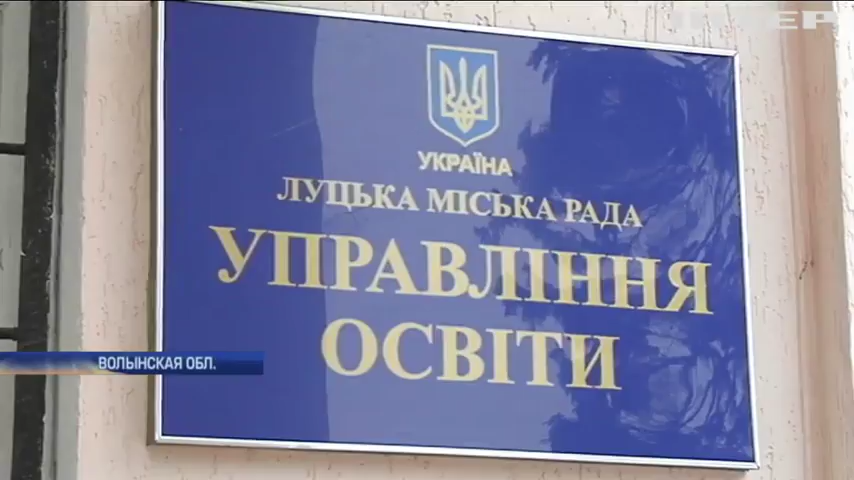 УКРАЇНА
ЛУЦЬКА МІСЬКА РАДА
УПРАВЛІННЯ
ОСВІТИ
ВОЛЫНСКАЯ ОБЛ.